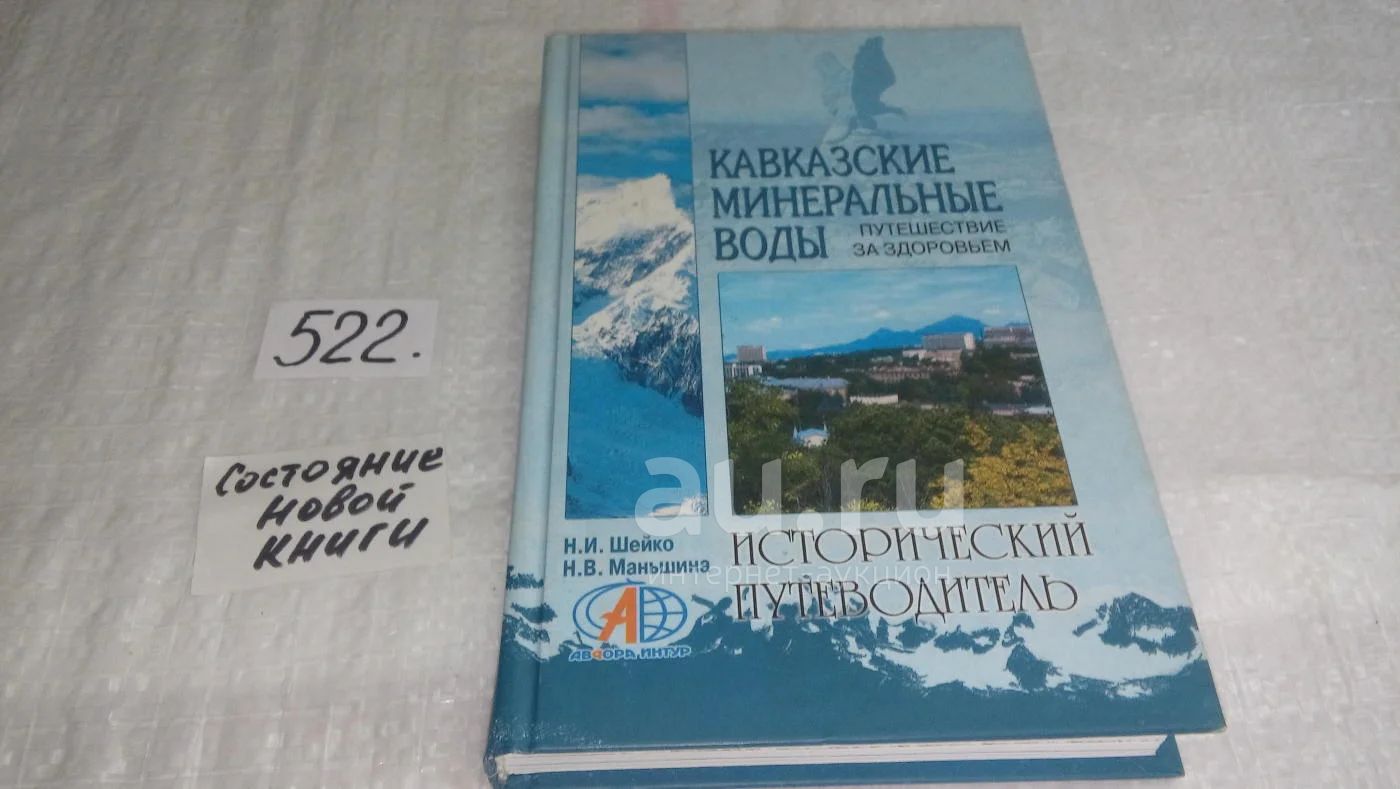 522.
Состояние
новой
книги
КАВКАЗСКИЕ
МИНЕРАЛЬНЫЕ
ВОДЫ
ПУТЕШЕСТВИЕ
ЗА ЗДОРОВЬЕМ
Н.И. Шейко
Н.В. Маньшинэ
АВРОРА ИНТУР
ИСТОРИЧЕСКИЙ
ПУТЕВОДИТЕЛЬ
au.ru
интернет-аукцион